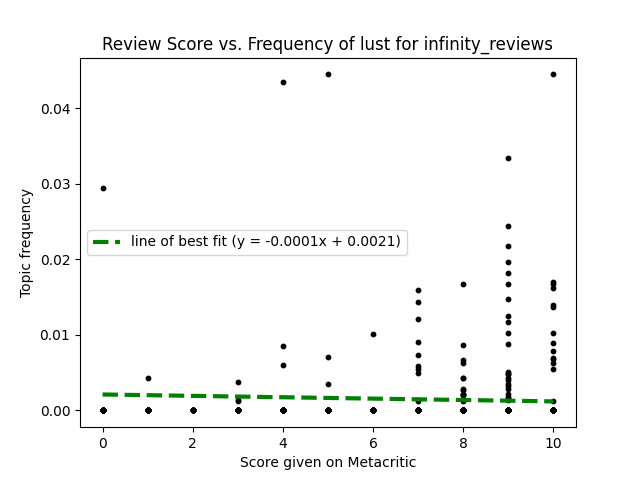 Review Score vs. Frequency of lust for infinity_reviews
0.04
0.03
line of best fit (y = -0.0001x + 0.0021)
0.02
0.01
0.00
Topic frequency
0 2 4 6 8 10
Score given on Metacritic